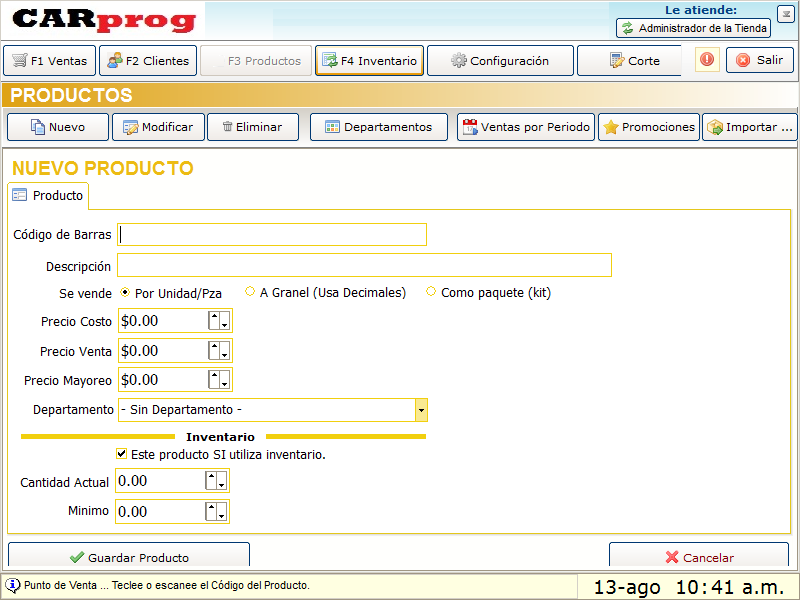 CARprog
Le atiende:
Administrador de la Tienda
F1 Ventas
F2 Clientes
F3 Productos
F4 Inventario
Configuración
Corte
Salir
PRODUCTOS
Nuevo
Modificar
Eliminar
Departamentos
Ventas por Periodo
Promociones
Importar ...
NUEVO PRODUCTO
Producto
Código de Barras
Descripción
Se vende
Por Unidad/Pza
A Granel (Usa Decimales)
Como paquete (kit)
Precio Costo
$0.00
Precio Venta
$0.00
Precio Mayoreo
$0.00
Departamento
- Sin Departamento -
Inventario
Este producto SI utiliza inventario.
Cantidad Actual
0.00
Minimo
0.00
Guardar Producto
Cancelar
Punto de Venta ... Teclee o escanee el Código del Producto.
13-ago 10:41 a.m.